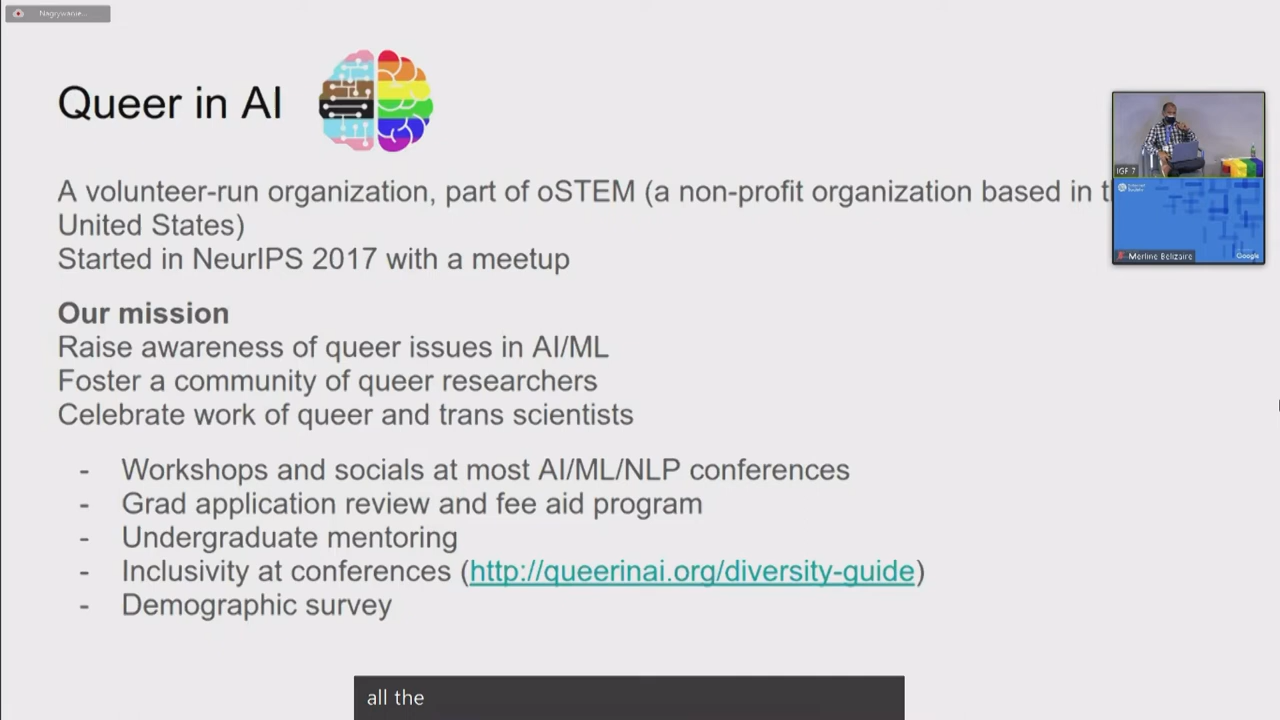 Nagrywanie...
Queer in AI
A volunteer-run organization, part of oSTEM (a non-profit organization based in t
United States)
Started in NeurIPS 2017 with a meetup
Our mission
Raise awareness of queer issues in AI/ML
Foster a community of queer researchers
Celebrate work of queer and trans scientists
- Workshops and socials at most AI/ML/NLP conferences
- Grad application review and fee aid program
- Undergraduate mentoring
- Inclusivity at conferences (http://queerinai.org/diversity-guide)
- Demographic survey
IGF 7
Merline Belizaire
Google
all the